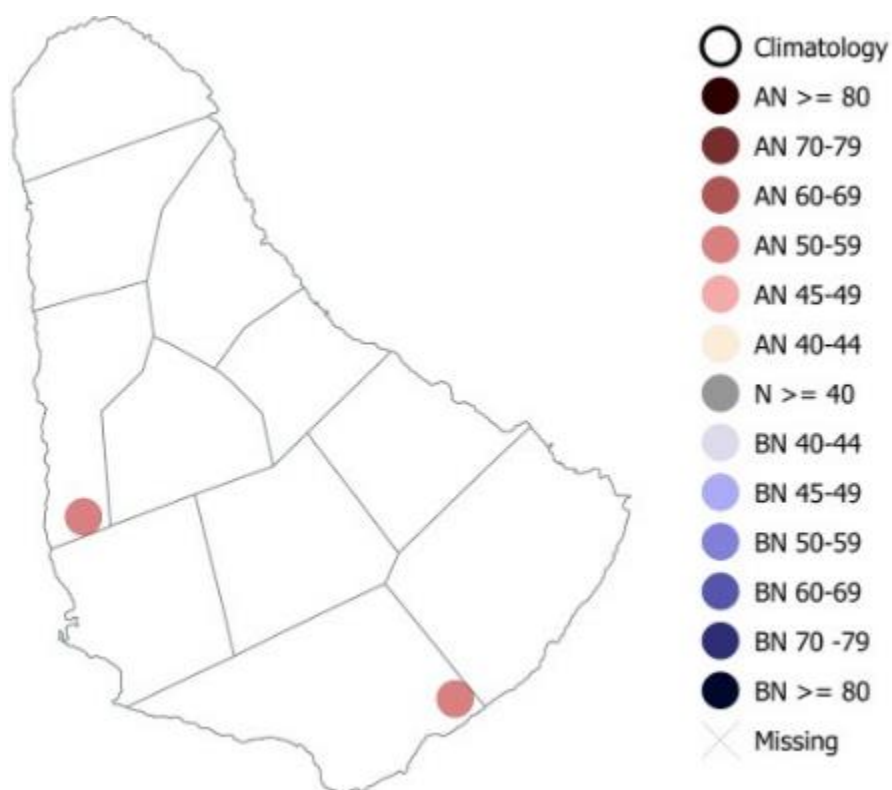 Climatology
AN >= 80
AN 70-79
AN 60-69
AN 50-59
AN 45-49
AN 40-44
N >= 40
BN 40-44
BN 45-49
BN 50-59
BN 60-69
BN 70 -79
BN >= 80
Missing